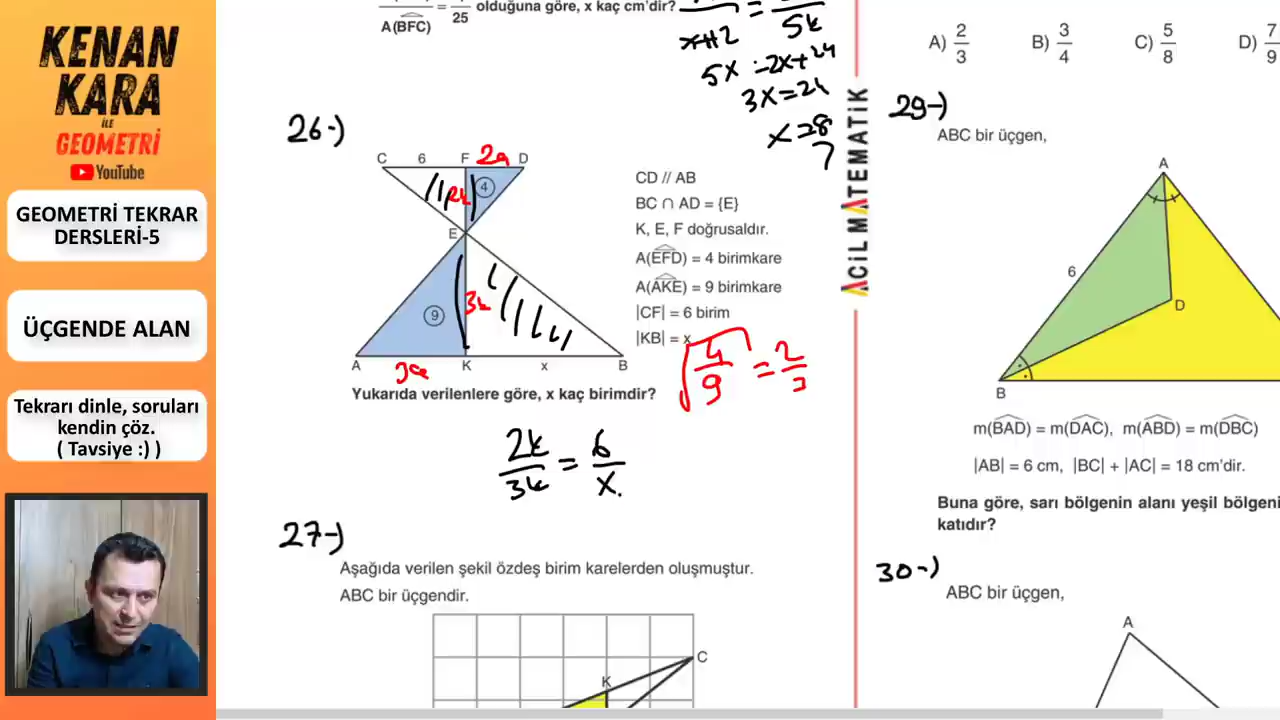 KENAN
KARA
İLE
GEOMETRİ
YouTube
GEOMETRİ TEKRAR
DERSLERİ-5
ÜÇGENDE ALAN
Tekrarı dinle, soruları
kendin çöz.
( Tavsiye :) )
A(BFC)
=
25
olduğuna göre, x kaç cm'dir?
x+12
=
5k
5x = 2x+24
3x=24
x=8
7
26-)
C 6 F 2a D
2k
4
E
9
3k
A 3a K x B
CD // AB
BC ∩ AD = {E}
K, E, F doğrusaldır.
A(EFD) = 4 birimkare
A(AKE) = 9 birimkare
|CF| = 6 birim
|KB| = x
√4/9 = 2/3
Yukarıda verilenlere göre, x kaç birimdir?
2k/3k = 6/x
27-)
Aşağıda verilen şekil özdeş birim karelerden oluşmuştur.
ABC bir üçgendir.
C
K
ACİL MATEMATİK
A) 2/3 B) 3/4 C) 5/8 D) 7/9
29-)
ABC bir üçgen,
A
6
D
B
m(BAD) = m(DAC), m(ABD) = m(DBC)
|AB| = 6 cm, |BC| + |AC| = 18 cm'dir.
Buna göre, sarı bölgenin alanı yeşil bölgeni
katıdır?
30-)
ABC bir üçgen,
A